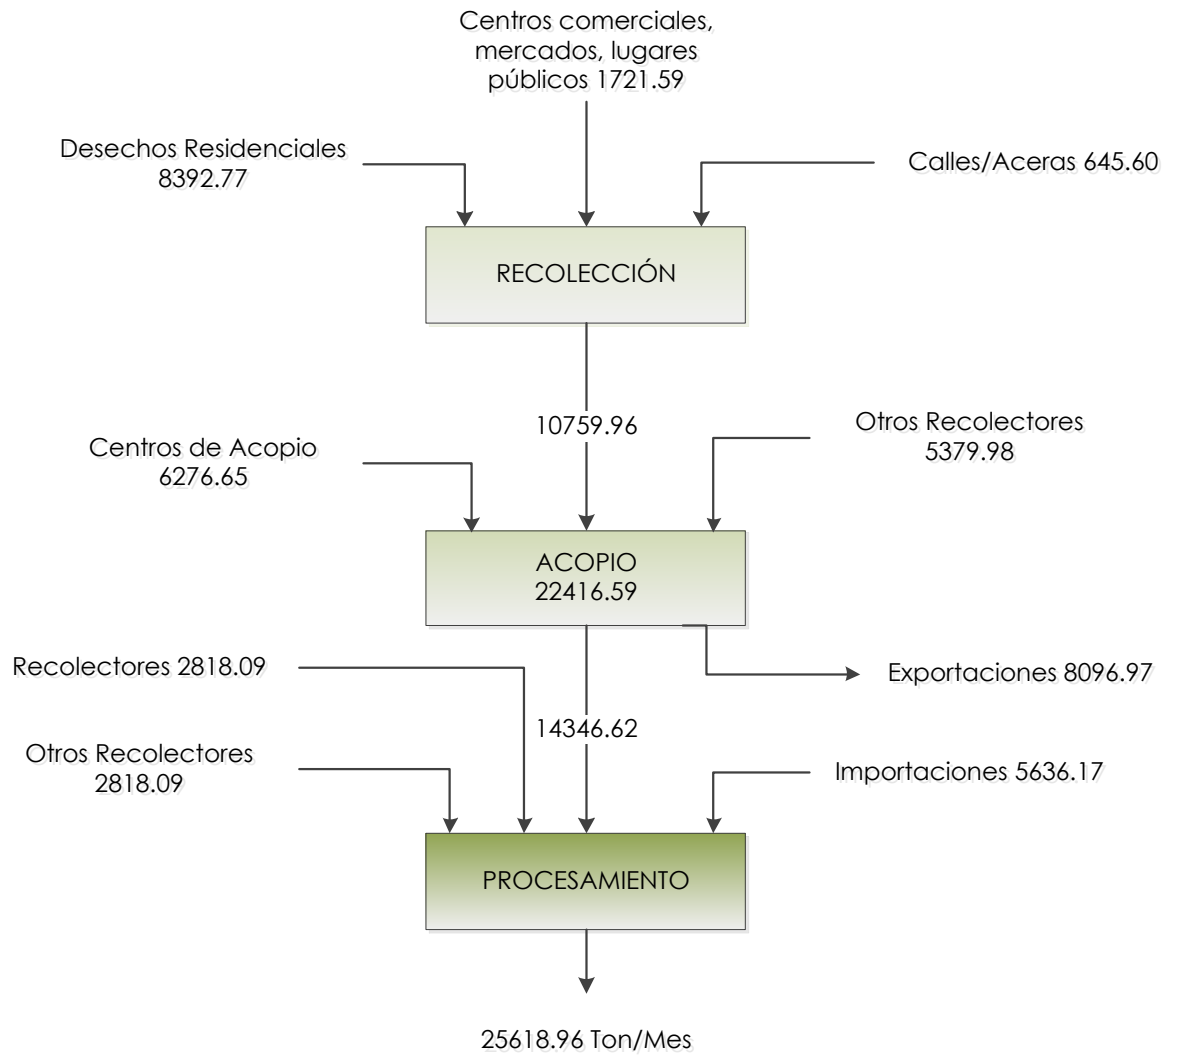 Centros comerciales,
mercados, lugares
públicos 1721.59
Desechos Residenciales
8392.77
Calles/Aceras 645.60
RECOLECCIÓN
10759.96
Centros de Acopio
6276.65
Otros Recolectores
5379.98
ACOPIO
22416.59
Recolectores 2818.09
Exportaciones 8096.97
14346.62
Otros Recolectores
2818.09
Importaciones 5636.17
PROCESAMIENTO
25618.96 Ton/Mes